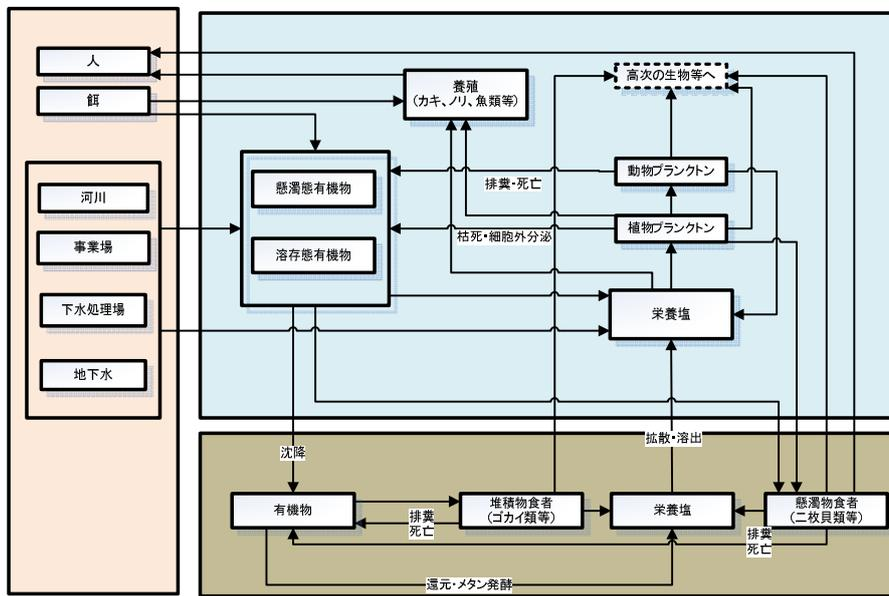 人
餌
河川
事業場
下水処理場
地下水
養殖
(カキ、ノリ、魚類等)
高次の生物等へ
懸濁態有機物
溶存態有機物
動物プランクトン
排糞・死亡
植物プランクトン
枯死・細胞外分泌
栄養塩
拡散・溶出
沈降
有機物
排糞
死亡
堆積物食者
(ゴカイ類等)
栄養塩
排糞
死亡
懸濁物食者
(二枚貝類等)
還元・メタン発酵